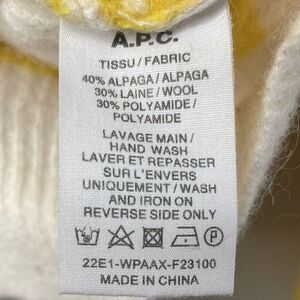 A.P.C.
TISSU / FABRIC
40% ALPAGA / ALPAGA
30% LAINE / WOOL
30% POLYAMIDE /
POLYAMIDE
LAVAGE MAIN /
HAND WASH
LAVER ET REPASSER
SUR L'ENVERS
UNIQUEMENT / WASH
AND IRON ON
REVERSE SIDE ONLY
P
22E1-WPAAX-F23100
MADE IN CHINA